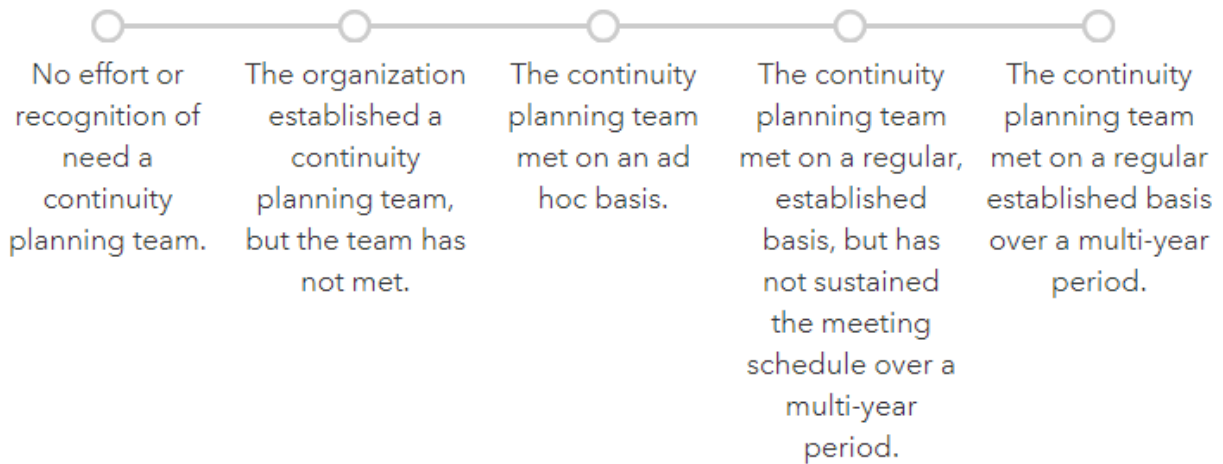 No effort or
recognition of
need a
continuity
planning team.
The organization
established a
continuity
planning team,
but the team has
not met.
The continuity
planning team
met on an ad
hoc basis.
The continuity
planning team
met on a regular,
established
basis, but has
not sustained
the meeting
schedule over a
multi-year
period.
The continuity
planning team
met on a regular
established basis
over a multi-year
period.